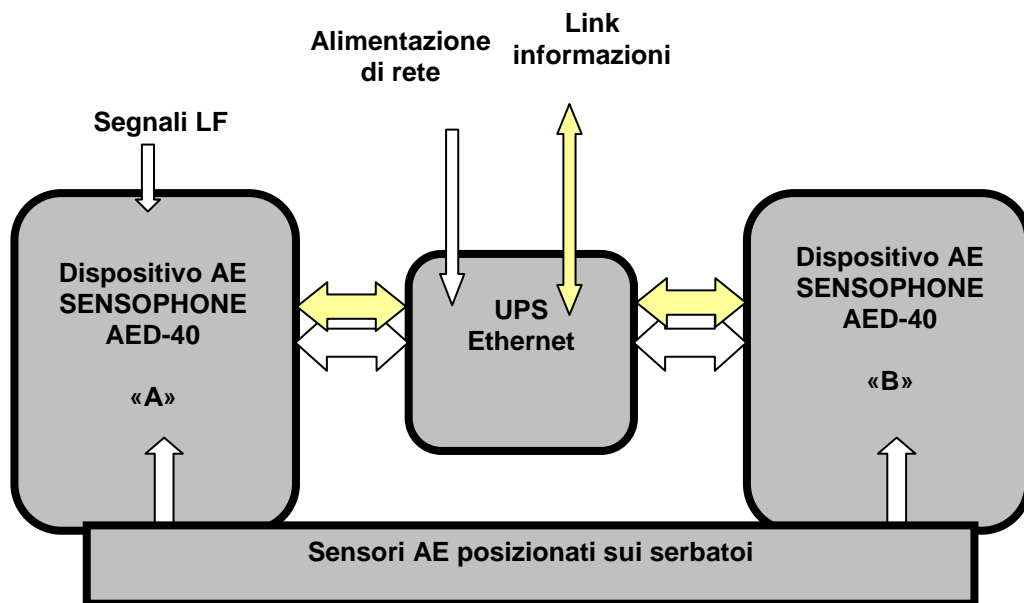 Link
informazioni
Alimentazione
di rete
Segnali LF
Dispositivo AE
SENSOPHONE
AED-40
«A»
UPS
Ethernet
Dispositivo AE
SENSOPHONE
AED-40
«B»
Sensori AE posizionati sui serbatoi